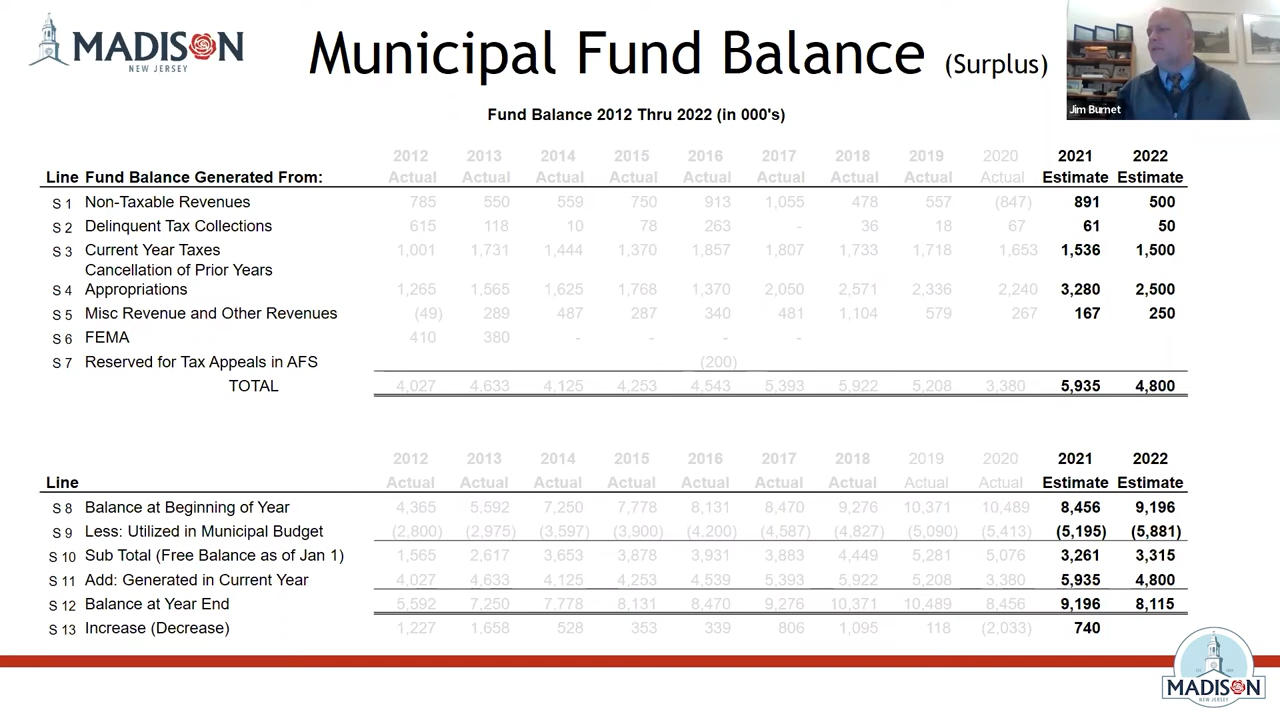 MADISON
NEW JERSEY
Municipal Fund Balance (Surplus)
Jim Burnet
Fund Balance 2012 Thru 2022 (in 000's)
2012 2013 2014 2015 2016 2017 2018 2019 2020 2021 2022
Line Fund Balance Generated From: Actual Actual Actual Actual Actual Actual Actual Actual Actual Estimate Estimate
S 1 Non-Taxable Revenues 785 550 559 750 913 1,055 478 557 (847) 891 500
S 2 Delinquent Tax Collections 615 118 10 78 263 - 36 18 67 61 50
S 3 Current Year Taxes 1,001 1,731 1,444 1,370 1,857 1,807 1,733 1,718 1,653 1,536 1,500
Cancellation of Prior Years
S 4 Appropriations 1,265 1,565 1,625 1,768 1,370 2,050 2,571 2,336 2,240 3,280 2,500
S 5 Misc Revenue and Other Revenues (49) 289 487 287 340 481 1,104 579 267 167 250
S 6 FEMA 410 380 - - - -
S 7 Reserved for Tax Appeals in AFS (200)
TOTAL 4,027 4,633 4,125 4,253 4,543 5,393 5,922 5,208 3,380 5,935 4,800
2012 2013 2014 2015 2016 2017 2018 2019 2020 2021 2022
Line Actual Actual Actual Actual Actual Actual Actual Actual Actual Estimate Estimate
S 8 Balance at Beginning of Year 4,365 5,592 7,250 7,778 8,131 8,470 9,276 10,371 10,489 8,456 9,196
S 9 Less: Utilized in Municipal Budget (2,800) (2,975) (3,597) (3,900) (4.200) (4,587) (4,827) (5,090) (5,413) (5,195) (5,881)
S 10 Sub Total (Free Balance as of Jan 1) 1,565 2,617 3,653 3,878 3,931 3,883 4,449 5,281 5,076 3,261 3,315
S 11 Add: Generated in Current Year 4,027 4,633 4,125 4,253 4,539 5,393 5,922 5,208 3,380 5,935 4,800
S 12 Balance at Year End 5,592 7,250 7,778 8,131 8,470 9,276 10,371 10,489 8,456 9,196 8,115
S 13 Increase (Decrease) 1,227 1,658 528 353 339 806 1,095 118 (2,033) 740
MADISON
NEW JERSEY